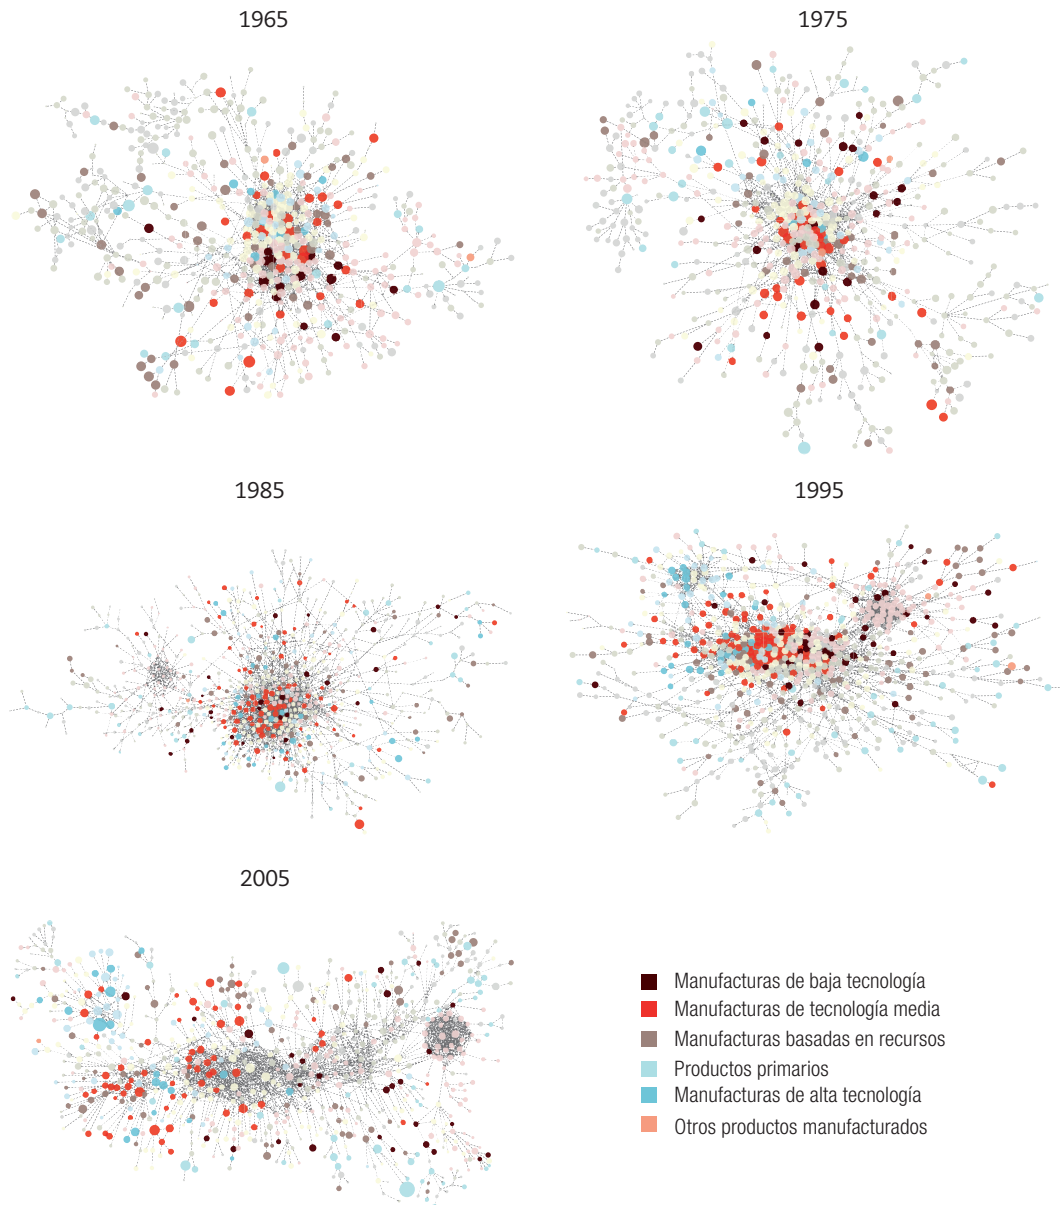 1965
1975
1985
1995
2005
Manufacturas de baja tecnología
Manufacturas de tecnología media
Manufacturas basadas en recursos
Productos primarios
Manufacturas de alta tecnología
Otros productos manufacturados